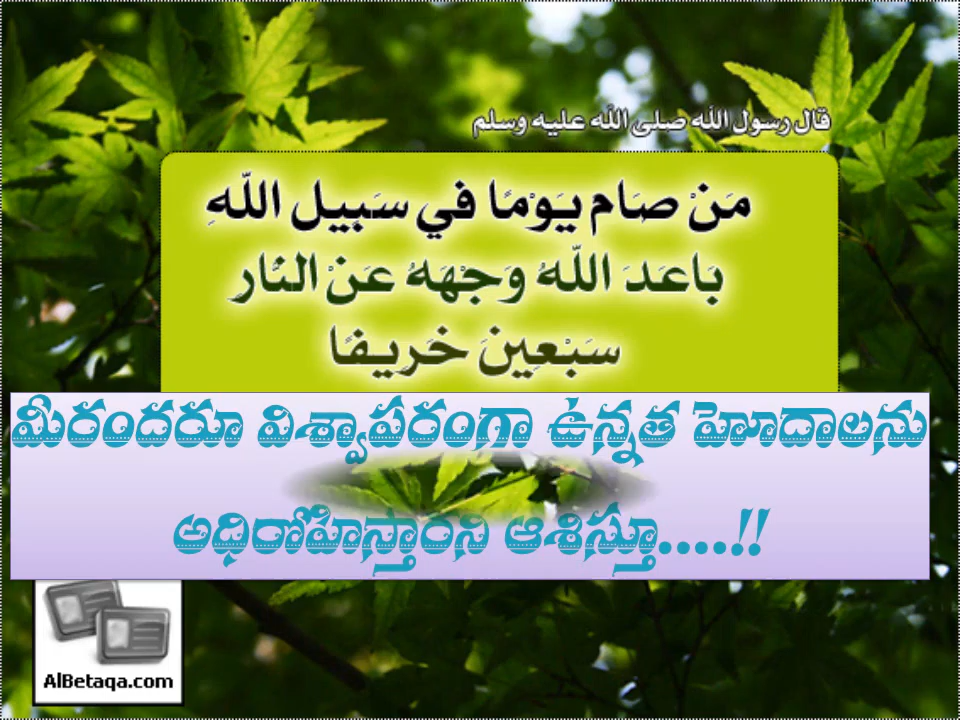 قال رسول الله صلى الله عليه وسلم
مَنْ صَام يَوْمًا في سَبِيل اللّهِ
بَاعَدَ اللّهُ وَجْهَهُ عَنْ النَّار
سَبْعِينَ خَرِيفًا
మీరందరూ విశ్వాపరంగా ఉన్నత హెూదాలను
అధిరోహిస్తారని ఆశిస్తూ....!!
AlBetaqa.com